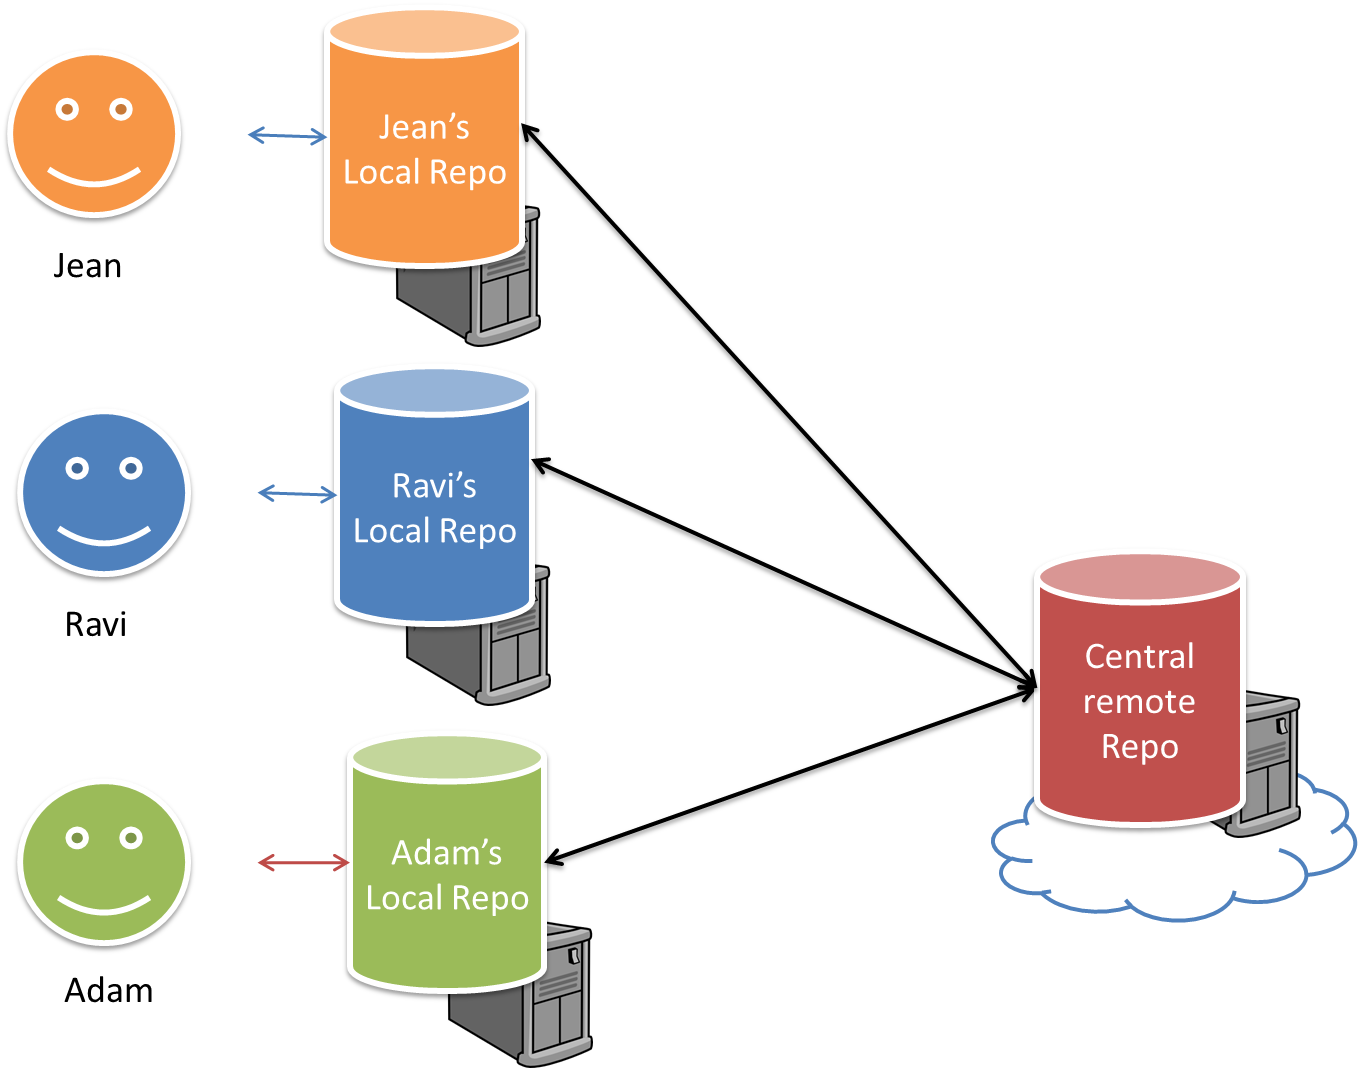 Jean’s
Local Repo
Jean
Ravi’s
Local Repo
Ravi
Central
remote
Repo
Adam’s
Local Repo
Adam